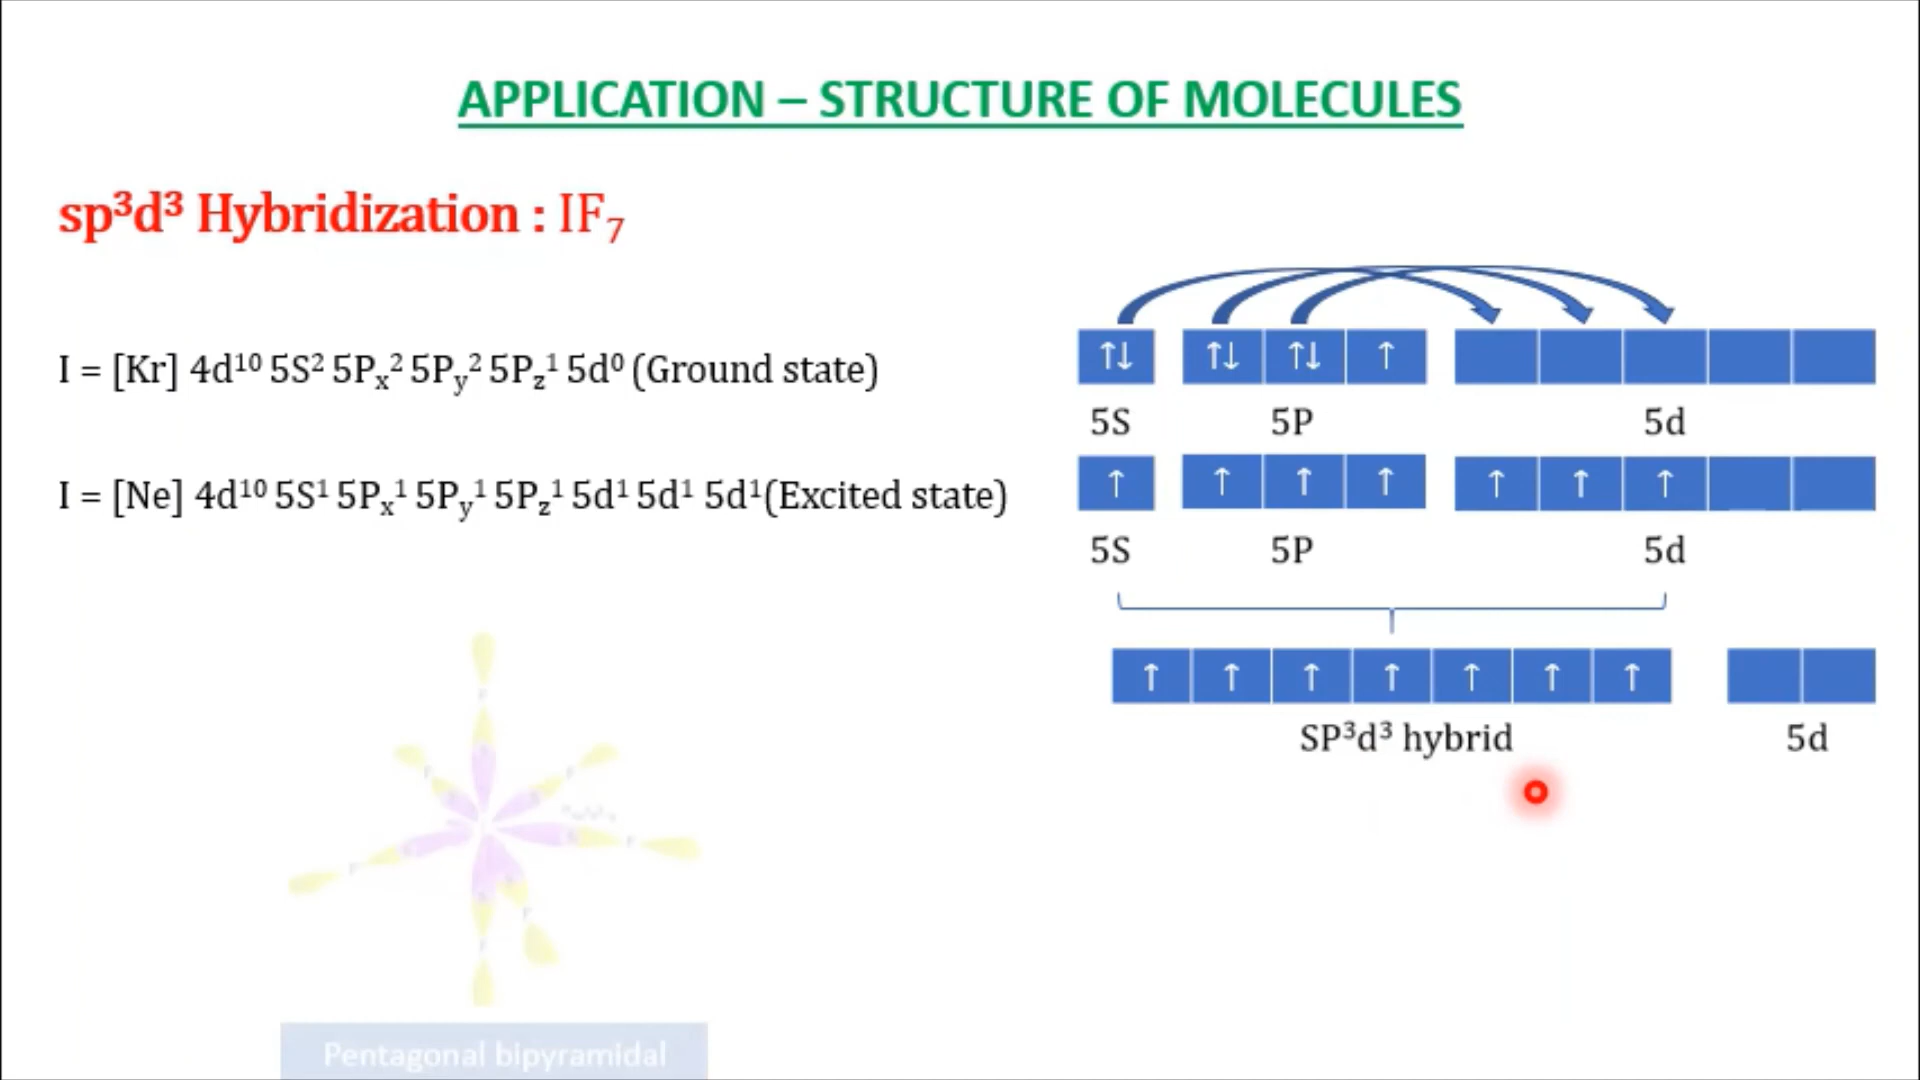 APPLICATION – STRUCTURE OF MOLECULES
sp³d³ Hybridization : IF₇
I = [Kr] 4d¹⁰ 5S² 5Pₓ² 5Pᵧ² 5P_z¹ 5d⁰ (Ground state)
↑↓ ↑↓ ↑↓ ↑
5S 5P 5d
I = [Ne] 4d¹⁰ 5S¹ 5Pₓ¹ 5Pᵧ¹ 5P_z¹ 5d¹ 5d¹ 5d¹(Excited state)
↑ ↑ ↑ ↑ ↑ ↑ ↑
5S 5P 5d
↑ ↑ ↑ ↑ ↑ ↑ ↑
SP³d³ hybrid 5d
Pentagonal bipyramidal